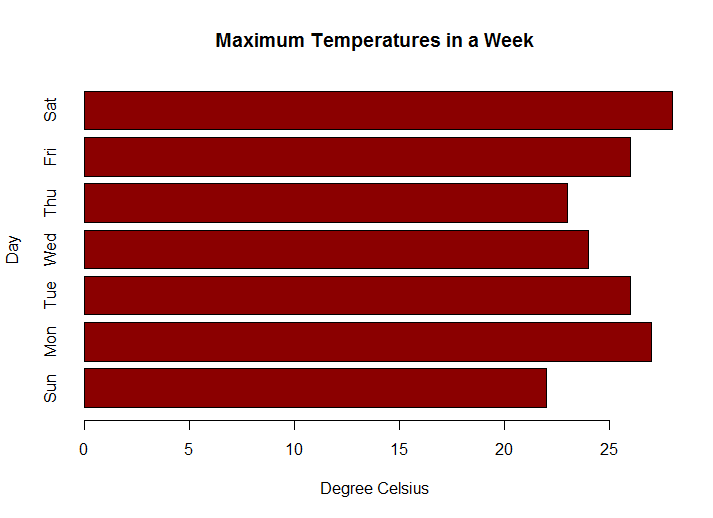 Maximum Temperatures in a Week
Day
Sat
Fri
Thu
Wed
Tue
Mon
Sun
0 5 10 15 20 25
Degree Celsius